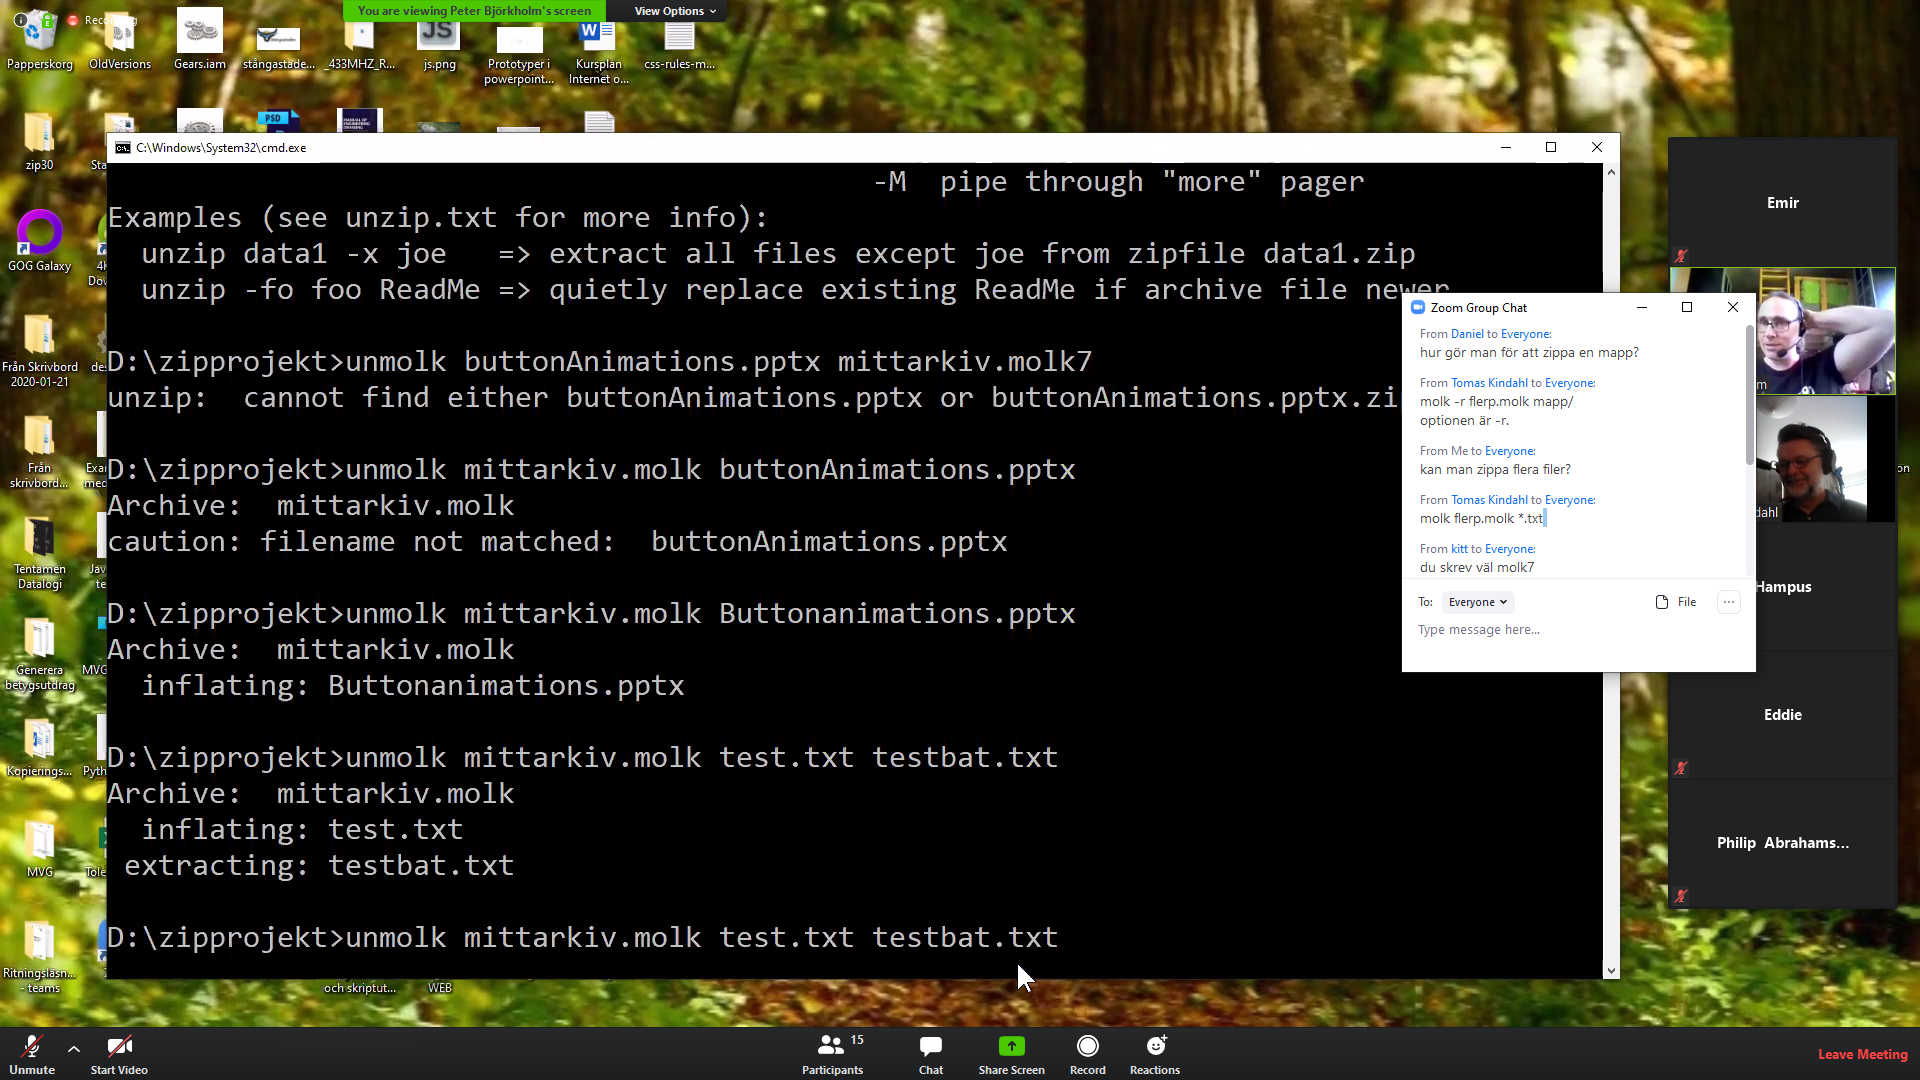 You are viewing Peter Björkholm's screen
View Options
Papperskorg
OldVersions
Gears.iam
stångastade...
_433MHZ_R...
js.png
Prototyper i
powerpoint...
Kursplan
Internet o...
css-rules-m...
zip30
GOG Galaxy
Från Skrivbord
2020-01-21
Från
skrivbord...
Tentamen
Datalogi
Generera
betygsutdrag
Kopierings...
MVG
Ritningsläsn...
- teams
och skriptut...
WEB
C:\Windows\System32\cmd.exe
-M pipe through "more" pager
Examples (see unzip.txt for more info):
unzip data1 -x joe => extract all files except joe from zipfile data1.zip
unzip -fo foo ReadMe => quietly replace existing ReadMe if archive file newer
D:\zipprojekt>unmolk buttonAnimations.pptx mittarkiv.molk7
unzip: cannot find either buttonAnimations.pptx or buttonAnimations.pptx.zi
D:\zipprojekt>unmolk mittarkiv.molk buttonAnimations.pptx
Archive: mittarkiv.molk
caution: filename not matched: buttonAnimations.pptx
D:\zipprojekt>unmolk mittarkiv.molk Buttonanimations.pptx
Archive: mittarkiv.molk
inflating: Buttonanimations.pptx
D:\zipprojekt>unmolk mittarkiv.molk test.txt testbat.txt
Archive: mittarkiv.molk
inflating: test.txt
extracting: testbat.txt
D:\zipprojekt>unmolk mittarkiv.molk test.txt testbat.txt
Zoom Group Chat
From Daniel to Everyone:
hur gör man för att zippa en mapp?
From Tomas Kindahl to Everyone:
molk -r flerp.molk mapp/
optionen är -r.
From Me to Everyone:
kan man zippa flera filer?
From Tomas Kindahl to Everyone:
molk flerp.molk *.txt
From kitt to Everyone:
du skrev väl molk7
To: Everyone
File
Type message here...
Emir
Hampus
Eddie
Philip Abrahams...
Unmute
Start Video
15
Participants
Chat
Share Screen
Record
Reactions
Leave Meeting